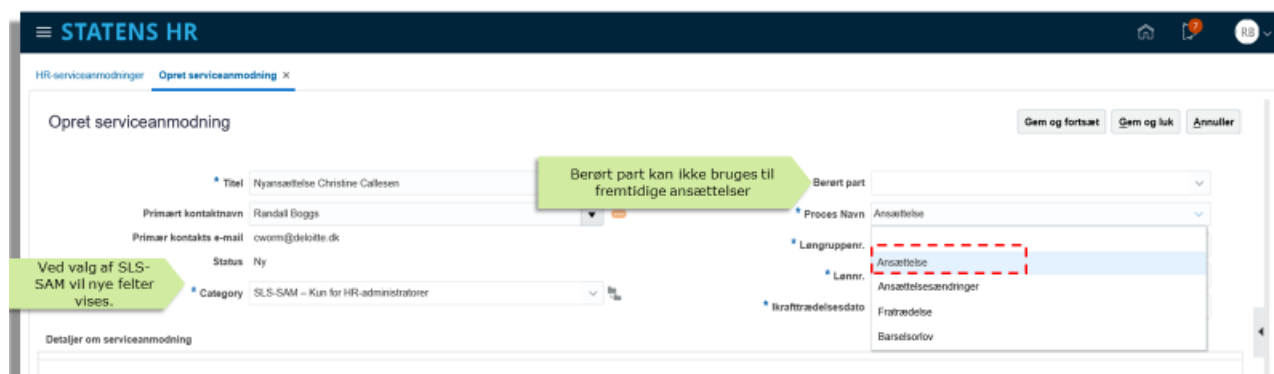 STATENS HR
7
RB
HR-serviceanmodninger Opret serviceanmodning ×
Opret serviceanmodning
Gem og fortsæt Gem og luk Annuller
* Titel Nyansættelse Christine Callesen
Berørt part kan ikke bruges til
fremtidige ansættelser
Berørt part
Primært kontaktnavn Randall Boggs
* Proces Navn Ansættelse
Primær kontakts e-mail cworm@deloitte.dk
* Løngruppenr.
Ved valg af SLS-
SAM vil nye felter
vises.
Status Ny
Ansættelse
* Lønnr.
* Category SLS-SAM – Kun for HR-administratorer
Ansættelsesændringer
* Ikrafttrædelsesdato
Fratrædelse
Barselsorlov
Detaljer om serviceanmodning